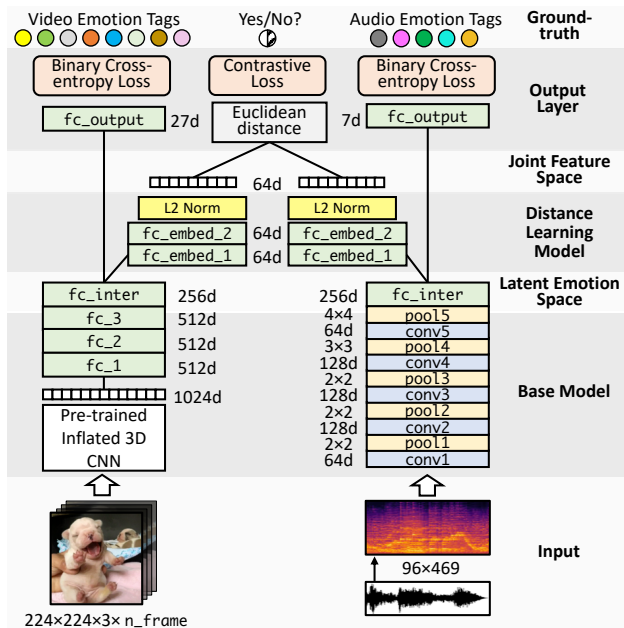 Video Emotion Tags
Yes/No?
Audio Emotion Tags
Ground-
truth
Binary Cross-
entropy Loss
Contrastive
Loss
Binary Cross-
entropy Loss
Output
Layer
fc_output
27d
Euclidean
distance
7d
fc_output
Joint Feature
Space
64d
L2 Norm
L2 Norm
Distance
Learning
Model
fc_embed_2
64d
fc_embed_2
fc_embed_1
64d
fc_embed_1
Latent Emotion
Space
fc_inter
256d
256d
fc_inter
fc_3
512d
fc_2
512d
fc_1
512d
1024d
Pre-trained
Inflated 3D
CNN
4×4
pool5
64d
conv5
3×3
pool4
128d
conv4
2×2
pool3
128d
conv3
2×2
pool2
128d
conv2
2×2
pool1
64d
conv1
Base Model
Input
96×469
224×224×3× n_frame